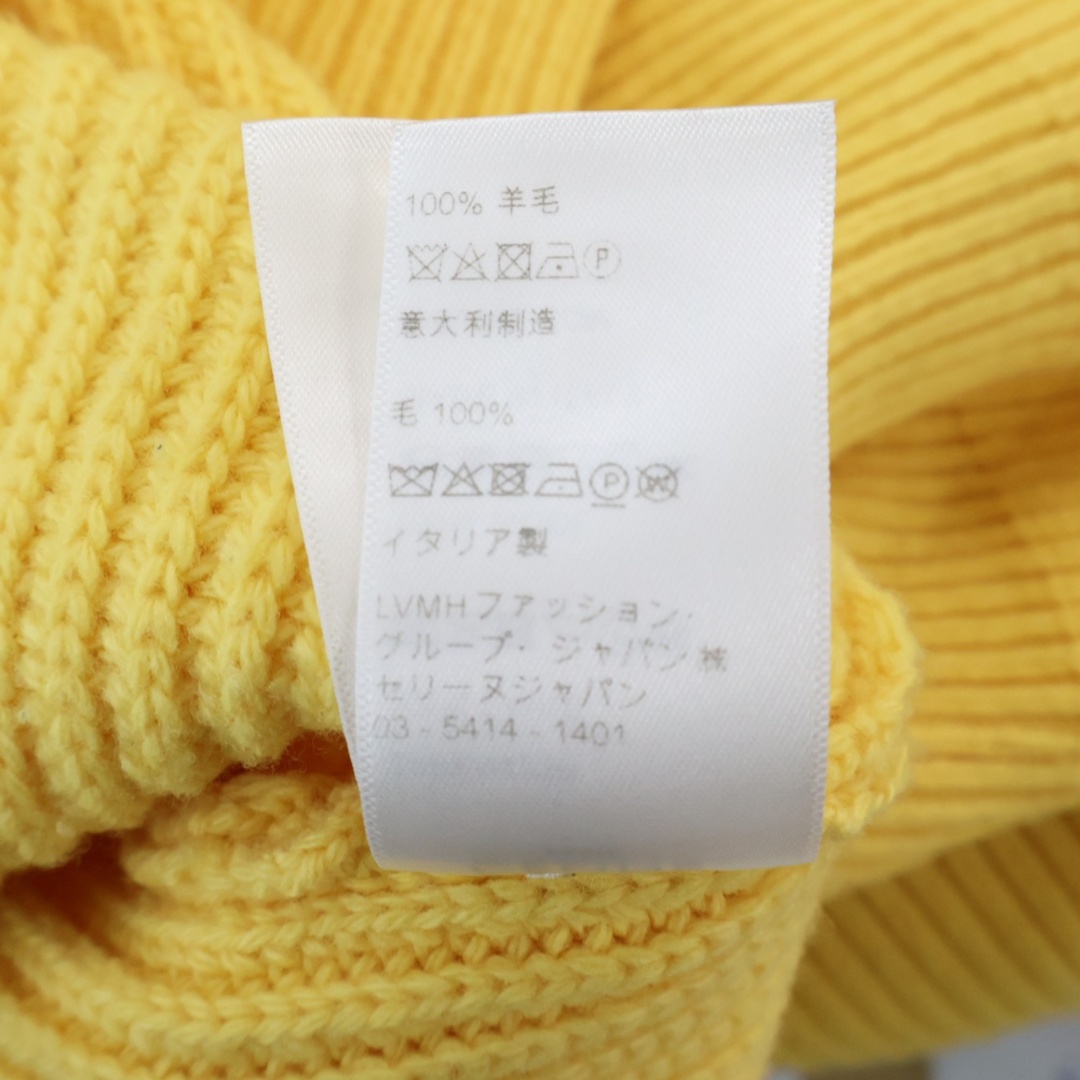 100% 羊毛
P
意大利制造
毛 100%
P W
イタリア製
LVMHファッション・
グループ・ジャパン 株
セリーヌジャパン
03 - 5414 - 1401